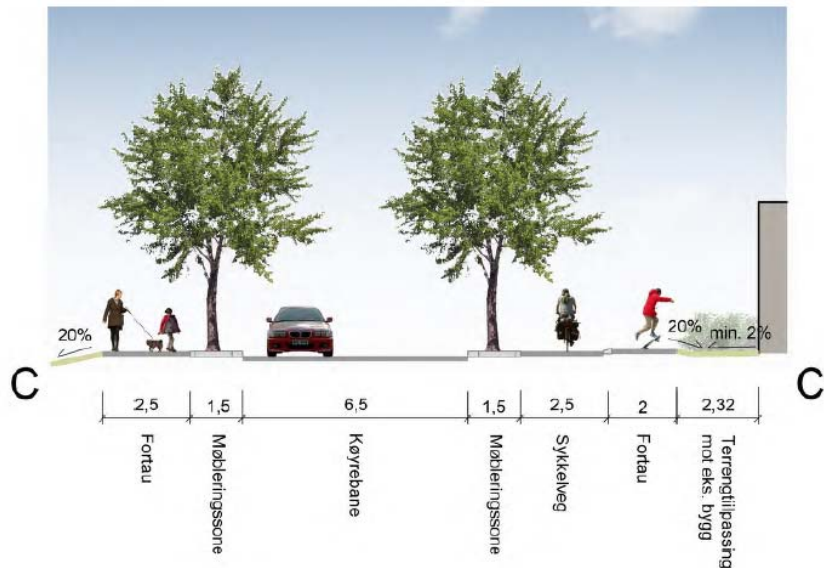 20%
20%
min. 2%
C
C
2,5
1,5
6,5
1,5
2,5
2
2,32
Fortau
Møbleringssone
Køyrebane
Møbleringssone
Sykkelveg
Fortau
Terrengtilpassing
mot eks. bygg